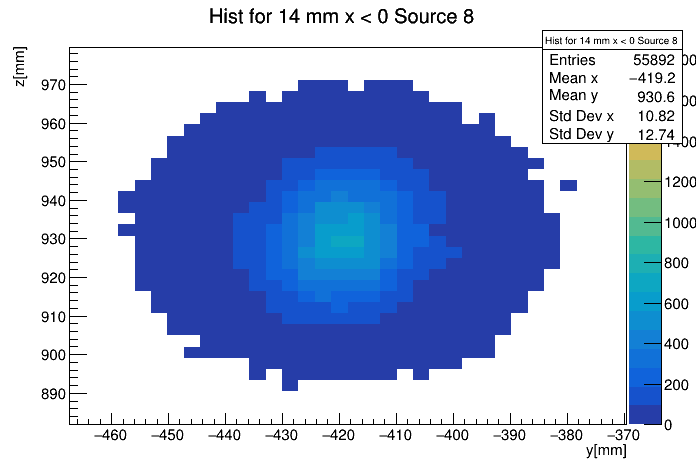 Hist for 14 mm x < 0 Source 8
z[mm]
Hist for 14 mm x < 0 Source 8
Entries 55892
Mean x −419.2
Mean y 930.6
Std Dev x 10.82
Std Dev y 12.74
970
960
950
940
930
920
910
900
890
1400
1200
1000
800
600
400
200
0
−460 −450 −440 −430 −420 −410 −400 −390 −380 −370
y[mm]